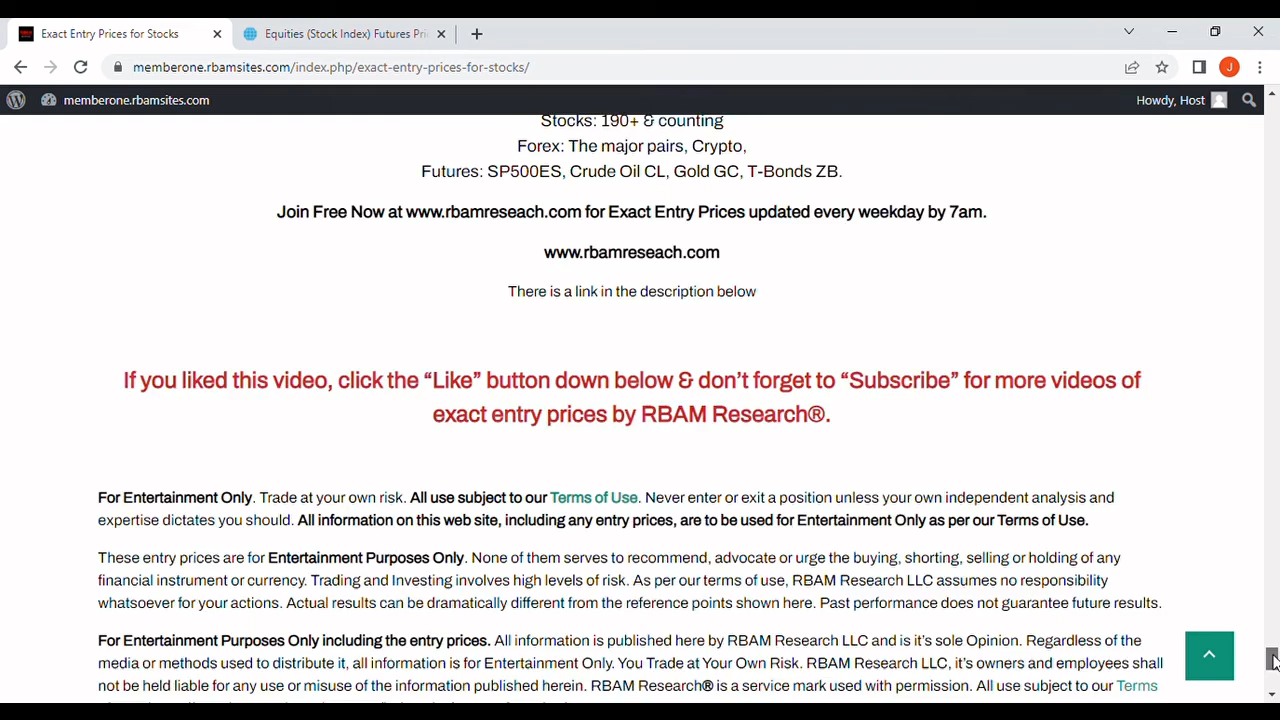 Exact Entry Prices for Stocks
Equities (Stock Index) Futures Pri
memberone.rbamsites.com/index.php/exact-entry-prices-for-stocks/
J
memberone.rbamsites.com
Howdy, Host
Stocks: 190+ & counting
Forex: The major pairs, Crypto,
Futures: SP500ES, Crude Oil CL, Gold GC, T-Bonds ZB.
Join Free Now at www.rbamreseach.com for Exact Entry Prices updated every weekday by 7am.
www.rbamreseach.com
There is a link in the description below
If you liked this video, click the “Like” button down below & don’t forget to “Subscribe” for more videos of
exact entry prices by RBAM Research®.
For Entertainment Only. Trade at your own risk. All use subject to our Terms of Use. Never enter or exit a position unless your own independent analysis and
expertise dictates you should. All information on this web site, including any entry prices, are to be used for Entertainment Only as per our Terms of Use.
These entry prices are for Entertainment Purposes Only. None of them serves to recommend, advocate or urge the buying, shorting, selling or holding of any
financial instrument or currency. Trading and Investing involves high levels of risk. As per our terms of use, RBAM Research LLC assumes no responsibility
whatsoever for your actions. Actual results can be dramatically different from the reference points shown here. Past performance does not guarantee future results.
For Entertainment Purposes Only including the entry prices. All information is published here by RBAM Research LLC and is it’s sole Opinion. Regardless of the
media or methods used to distribute it, all information is for Entertainment Only. You Trade at Your Own Risk. RBAM Research LLC, it’s owners and employees shall
not be held liable for any use or misuse of the information published herein. RBAM Research® is a service mark used with permission. All use subject to our Terms